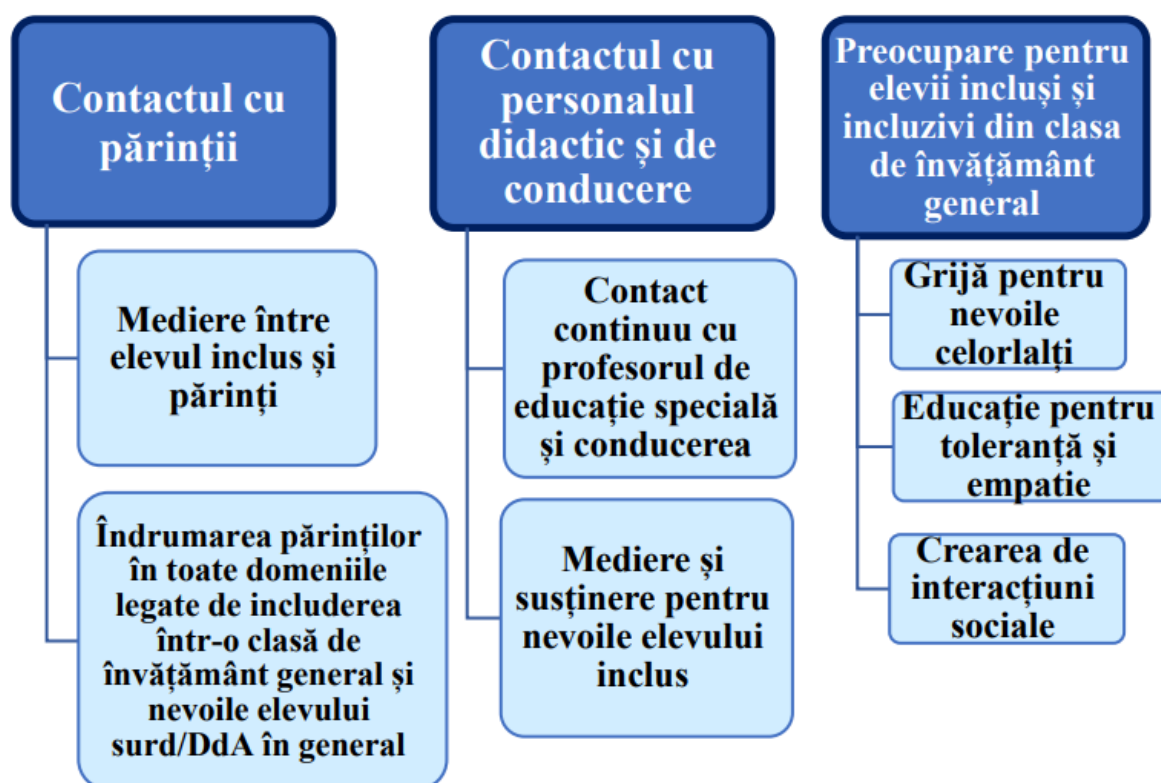 Contactul cu
părinții
Mediere între
elevul inclus și
părinți
Îndrumarea părinților
în toate domeniile
legate de includerea
într-o clasă de
învățământ general și
nevoile elevului
surd/DdA în general
Contactul cu
personalul
didactic și de
conducere
Contact
continuu cu
profesorul de
educație specială
și conducerea
Mediere și
susținere pentru
nevoile elevului
inclus
Preocupare pentru
elevii incluși și
incluzivi din clasa
de învățământ
general
Grijă pentru
nevoile
celorlalți
Educație pentru
toleranță și
empatie
Crearea de
interacțiuni
sociale